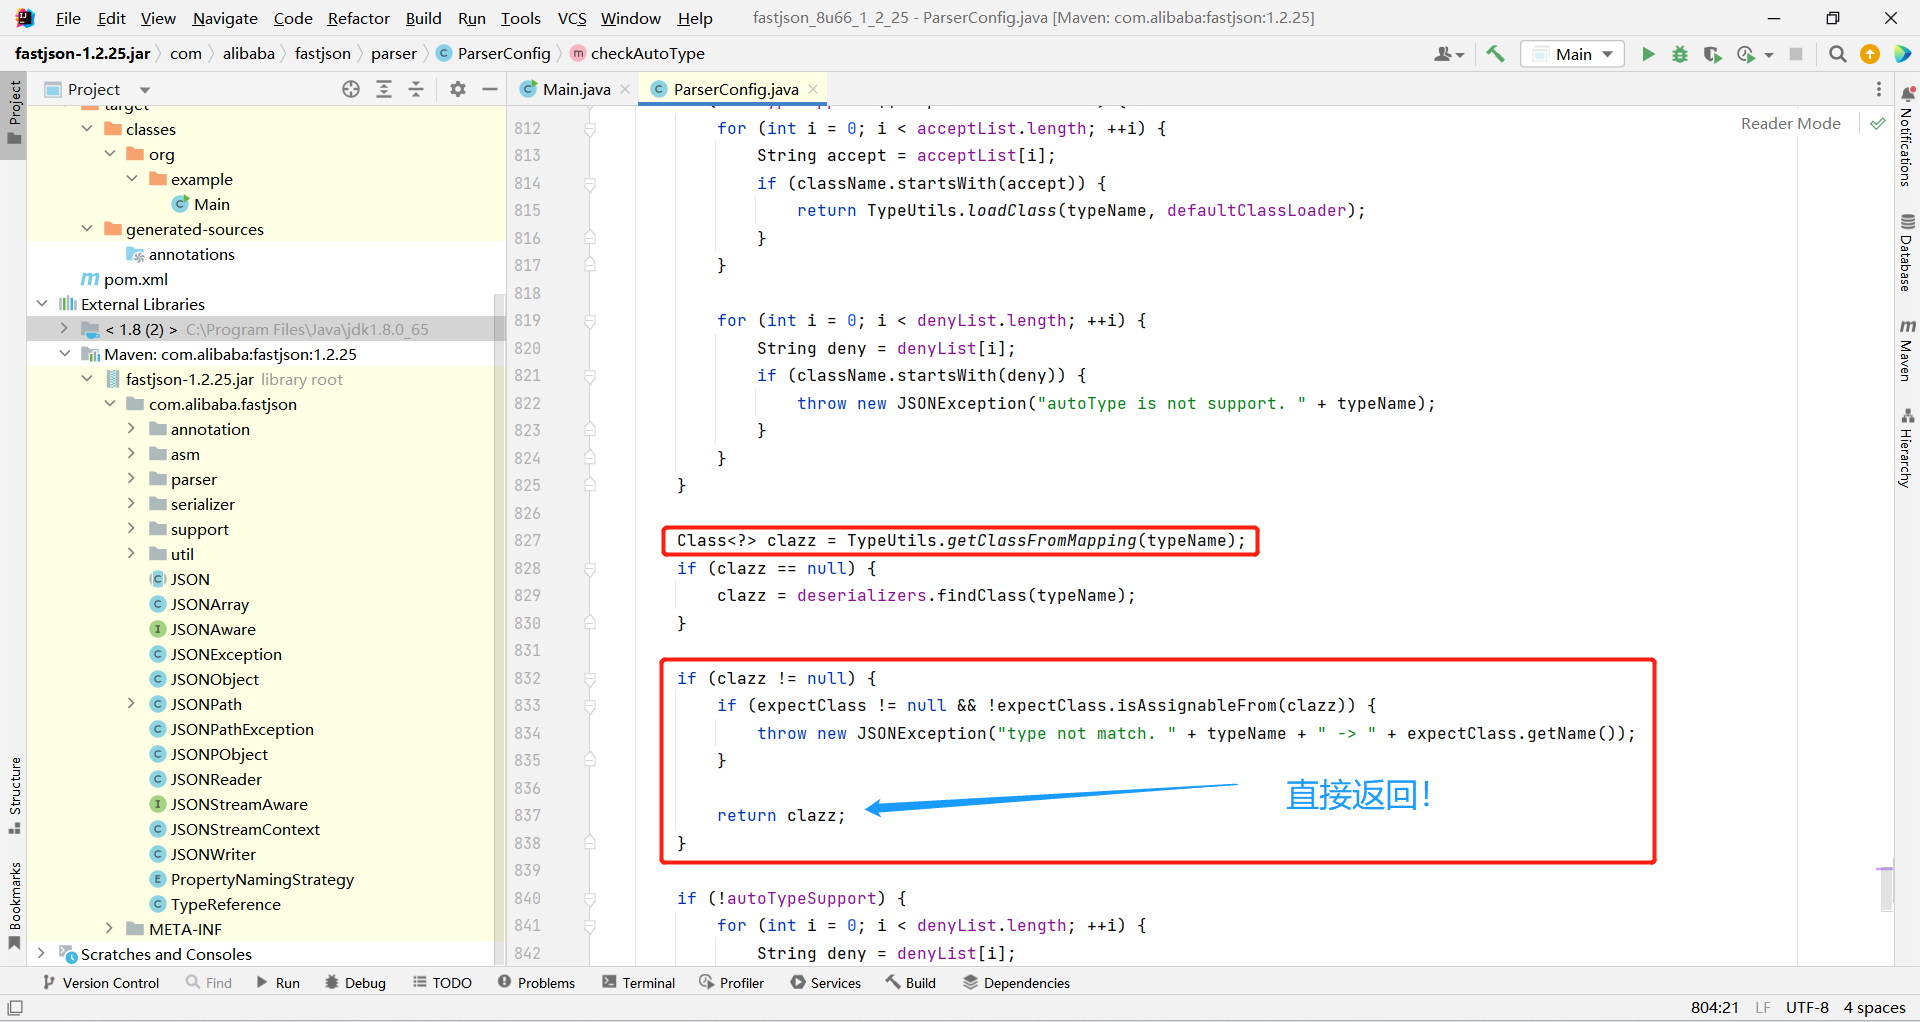 File Edit View Navigate Code Refactor Build Run Tools VCS Window Help fastjson_8u66_1_2_25 - ParserConfig.java [Maven: com.alibaba:fastjson:1.2.25]
fastjson-1.2.25.jar com alibaba fastjson parser ParserConfig checkAutoType Main
Project Main.java ParserConfig.java
Reader Mode
Project
Structure
Bookmarks
target
classes
org
example
Main
generated-sources
annotations
pom.xml
External Libraries
< 1.8 (2) > C:\Program Files\Java\jdk1.8.0_65
Maven: com.alibaba:fastjson:1.2.25
fastjson-1.2.25.jar library root
com.alibaba.fastjson
annotation
asm
parser
serializer
support
util
JSON
JSONArray
JSONAware
JSONException
JSONObject
JSONPath
JSONPathException
JSONPObject
JSONReader
JSONStreamAware
JSONStreamContext
JSONWriter
PropertyNamingStrategy
TypeReference
META-INF
Scratches and Consoles
812 for (int i = 0; i < acceptList.length; ++i) {
813 String accept = acceptList[i];
814 if (className.startsWith(accept)) {
815 return TypeUtils.loadClass(typeName, defaultClassLoader);
816 }
817 }
818
819 for (int i = 0; i < denyList.length; ++i) {
820 String deny = denyList[i];
821 if (className.startsWith(deny)) {
822 throw new JSONException("autoType is not support. " + typeName);
823 }
824 }
825 }
826
827 Class<?> clazz = TypeUtils.getClassFromMapping(typeName);
828 if (clazz == null) {
829 clazz = deserializers.findClass(typeName);
830 }
831
832 if (clazz != null) {
833 if (expectClass != null && !expectClass.isAssignableFrom(clazz)) {
834 throw new JSONException("type not match. " + typeName + " -> " + expectClass.getName());
835 }
836
直接返回！
837 return clazz;
838 }
839
840 if (!autoTypeSupport) {
841 for (int i = 0; i < denyList.length; ++i) {
842 String deny = denyList[i];
Notifications
Database
Maven
Hierarchy
Version Control Find Run Debug TODO Problems Terminal Profiler Services Build Dependencies
804:21 LF UTF-8 4 spaces